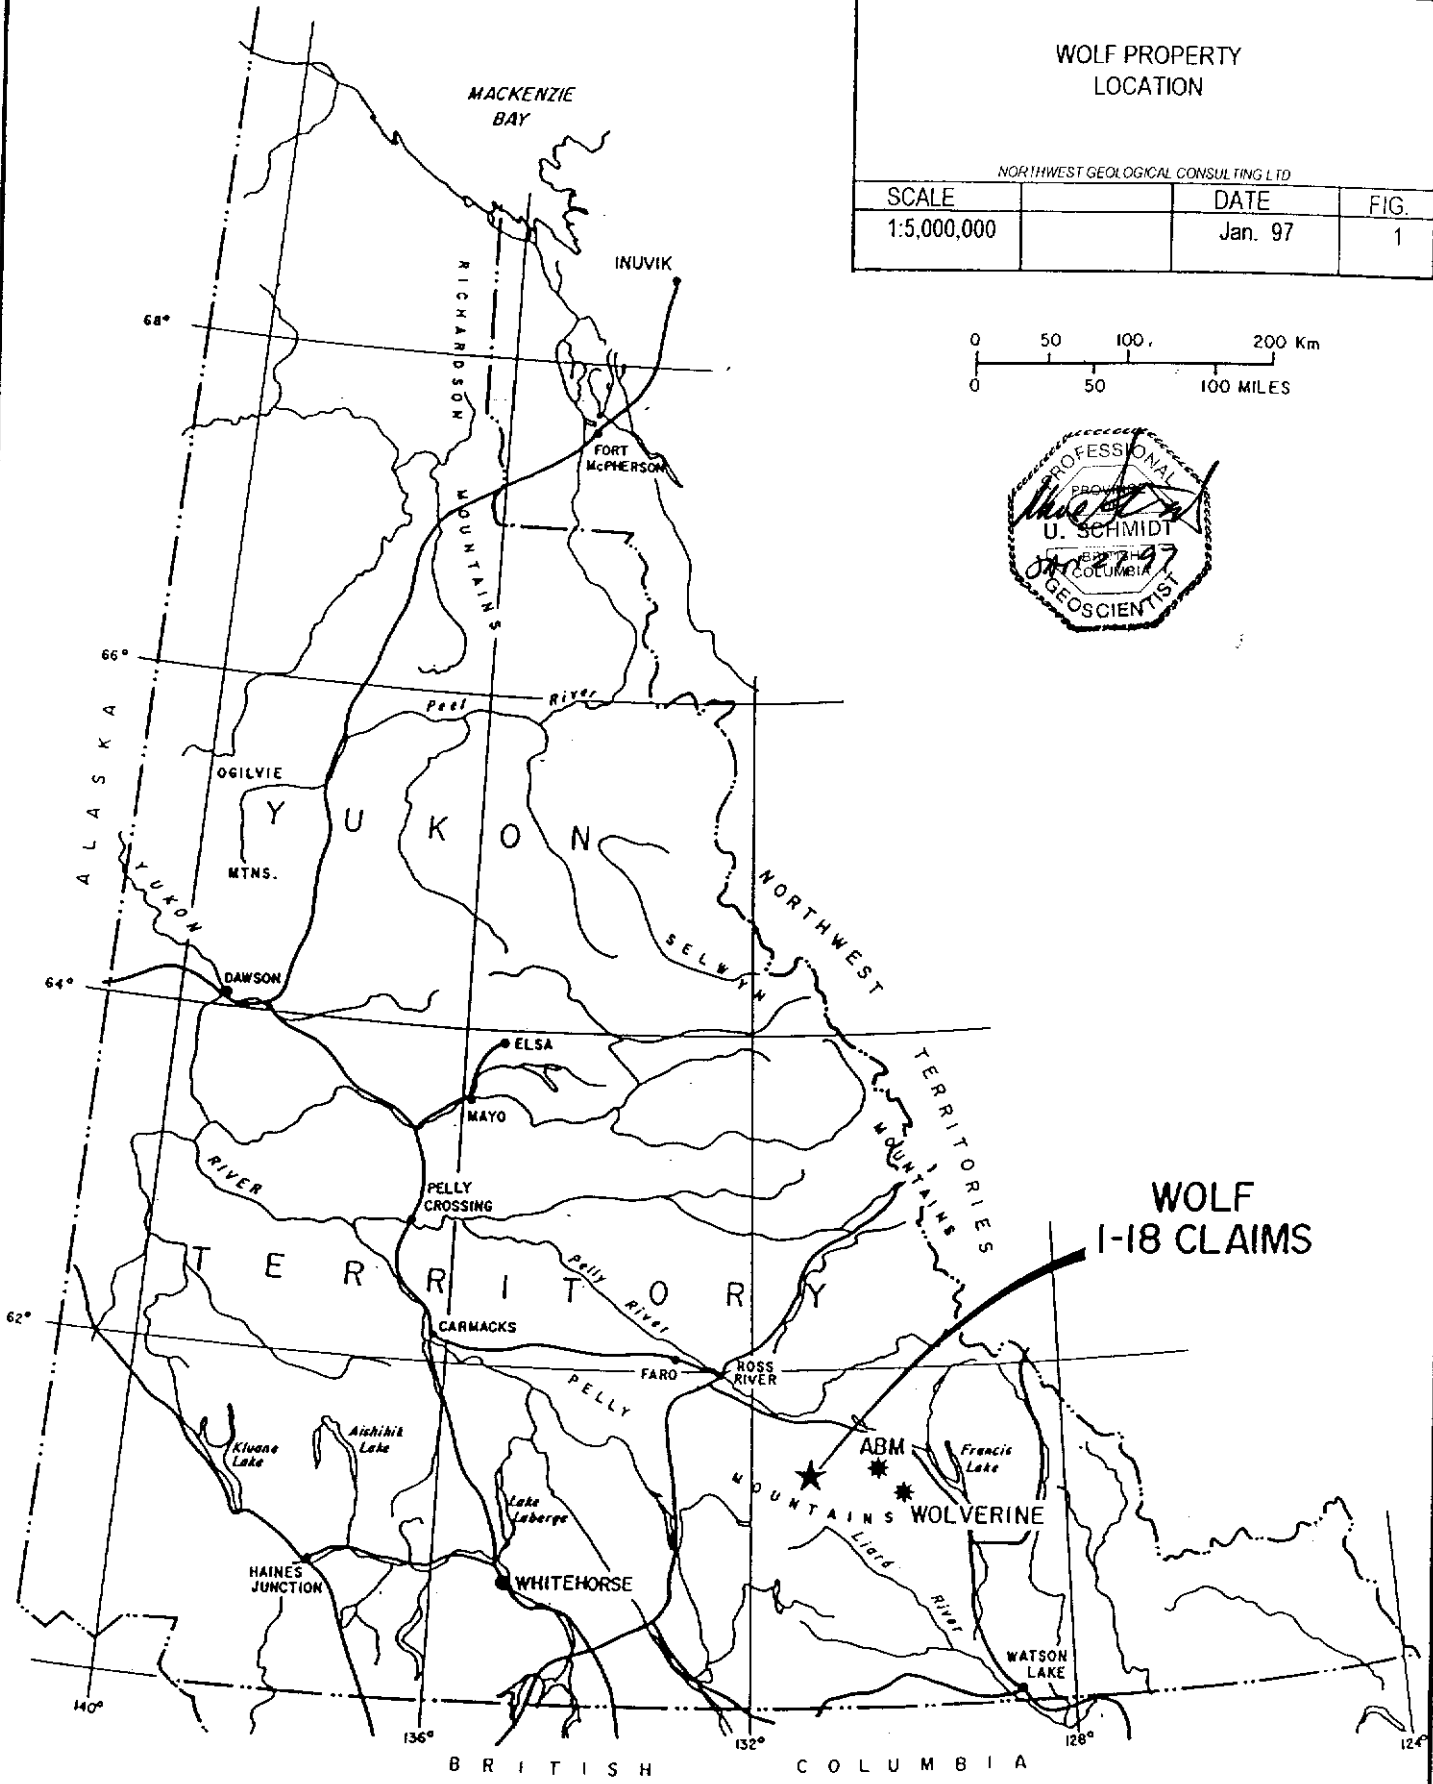 WOLF PROPERTY
LOCATION
NORTHWEST GEOLOGICAL CONSULTING LTD
SCALE DATE FIG.
1:5,000,000 Jan. 97 1
0 50 100 200 Km
0 50 100 MILES
PROFESSIONAL
PROVINCE
U. SCHMIDT
BRITISH
COLUMBIA
JAN 27 97
GEOSCIENTIST
MACKENZIE
BAY
INUVIK
RICHARDSON
MOUNTAINS
68°
FORT
McPHERSON
66°
Peel River
ALASKA
OGILVIE
MTNS.
YUKON
YUKON
NORTHWEST
TERRITORIES
SELWYN
MOUNTAINS
64°
DAWSON
ELSA
MAYO
RIVER
PELLY
CROSSING
WOLF
1-18 CLAIMS
TERRITORY
Pelly
River
62°
CARMACKS
FARO
ROSS
RIVER
PELLY
MOUNTAINS
Kluane
Lake
Aishihik
Lake
ABM
Francis
Lake
WOLVERINE
Lake
Laberge
Liard
River
HAINES
JUNCTION
WHITEHORSE
WATSON
LAKE
140°
136°
132°
128°
124°
BRITISH COLUMBIA